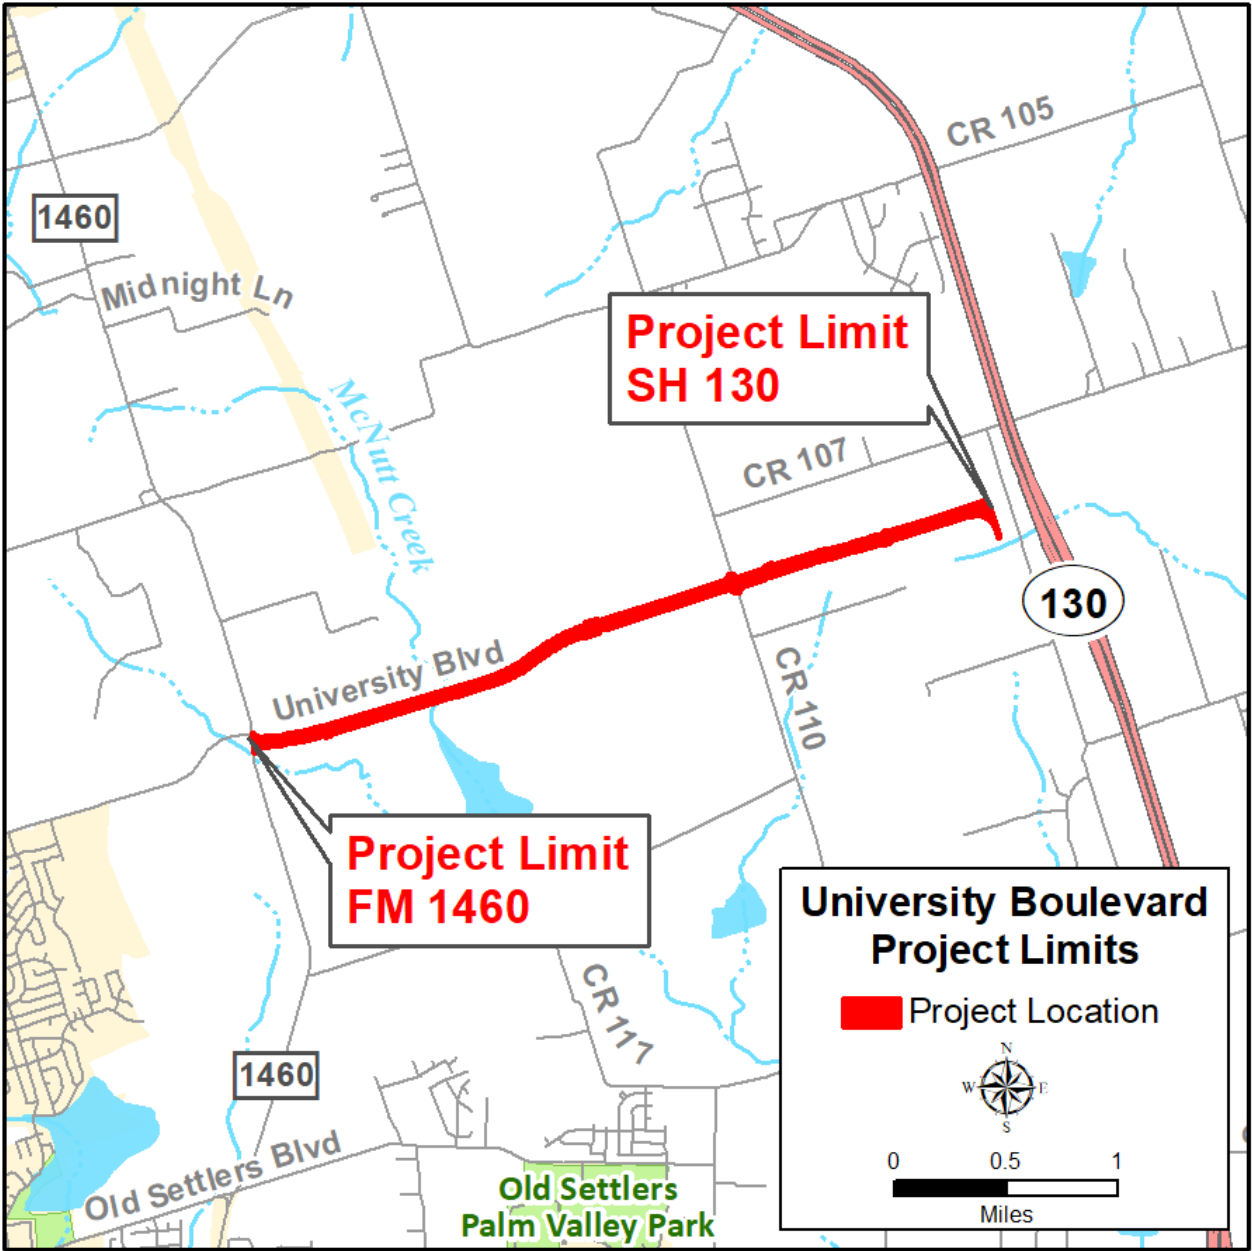 CR 105
1460
Midnight Ln
Project Limit
SH 130
McNutt Creek
CR 107
130
University Blvd
CR 110
Project Limit
FM 1460
University Boulevard
Project Limits
Project Location
N
W E
S
0 0.5 1
Miles
CR 117
1460
Old Settlers Blvd
Old Settlers
Palm Valley Park